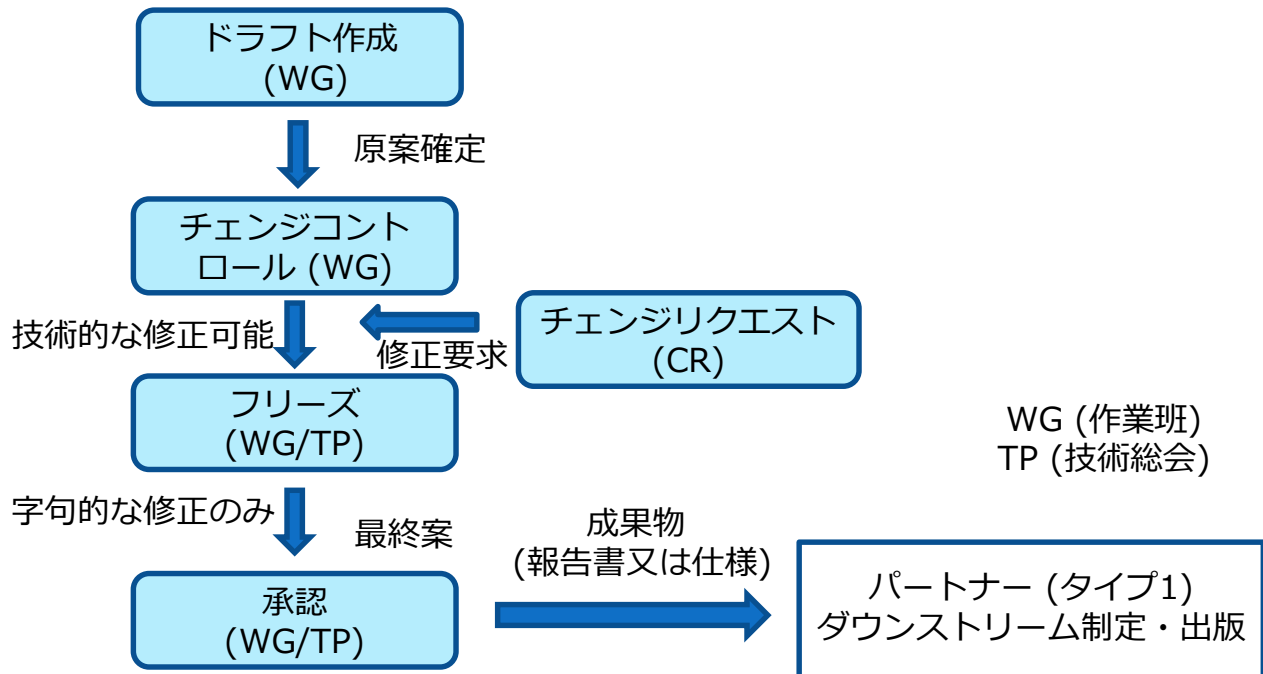 ドラフト作成
(WG)
原案確定
チェンジコント
ロール (WG)
技術的な修正可能
修正要求
チェンジリクエスト
(CR)
フリーズ
(WG/TP)
WG (作業班)
TP (技術総会)
字句的な修正のみ
最終案
成果物
(報告書又は仕様)
承認
(WG/TP)
パートナー (タイプ1)
ダウンストリーム制定・出版